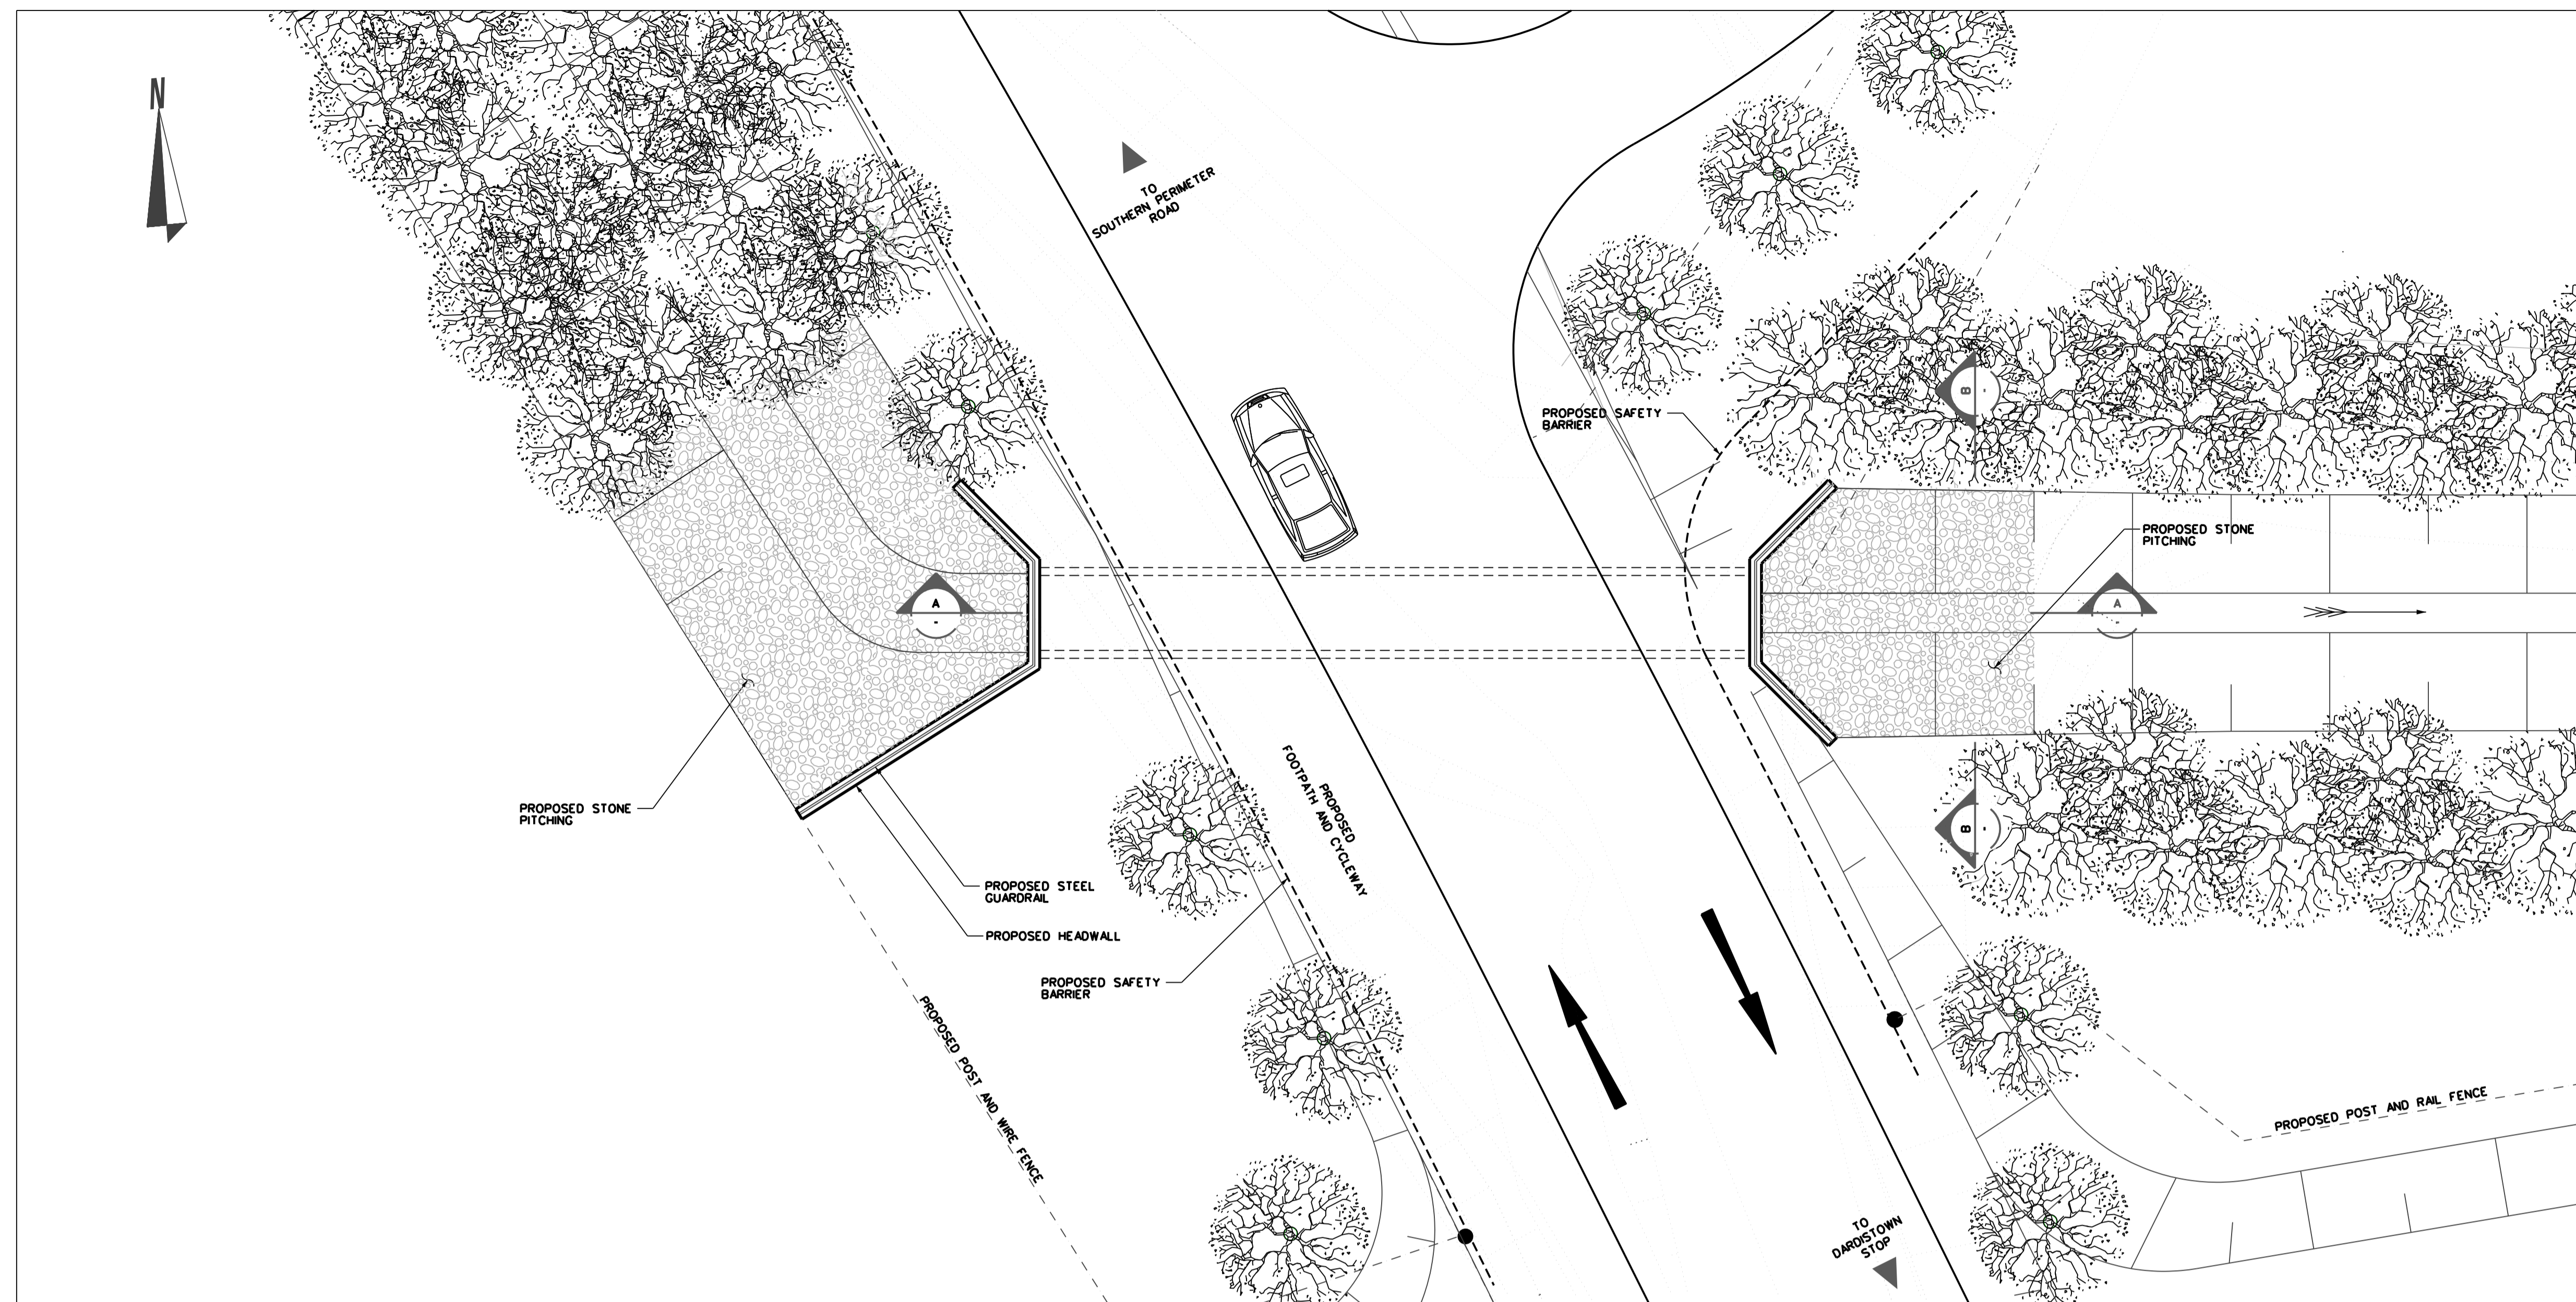 N
TO
SOUTHERN PERIMETER
ROAD
PROPOSED SAFETY
BARRIER
B
-
PROPOSED STONE
PITCHING
A
-
A
-
PROPOSED STONE
PITCHING
PROPOSED
FOOTPATH AND CYCLEWAY
B
-
PROPOSED STEEL
GUARDRAIL
PROPOSED HEADWALL
PROPOSED SAFETY
BARRIER
PROPOSED POST AND WIRE FENCE
PROPOSED POST AND RAIL FENCE
TO
DARDISTOWN
STOP